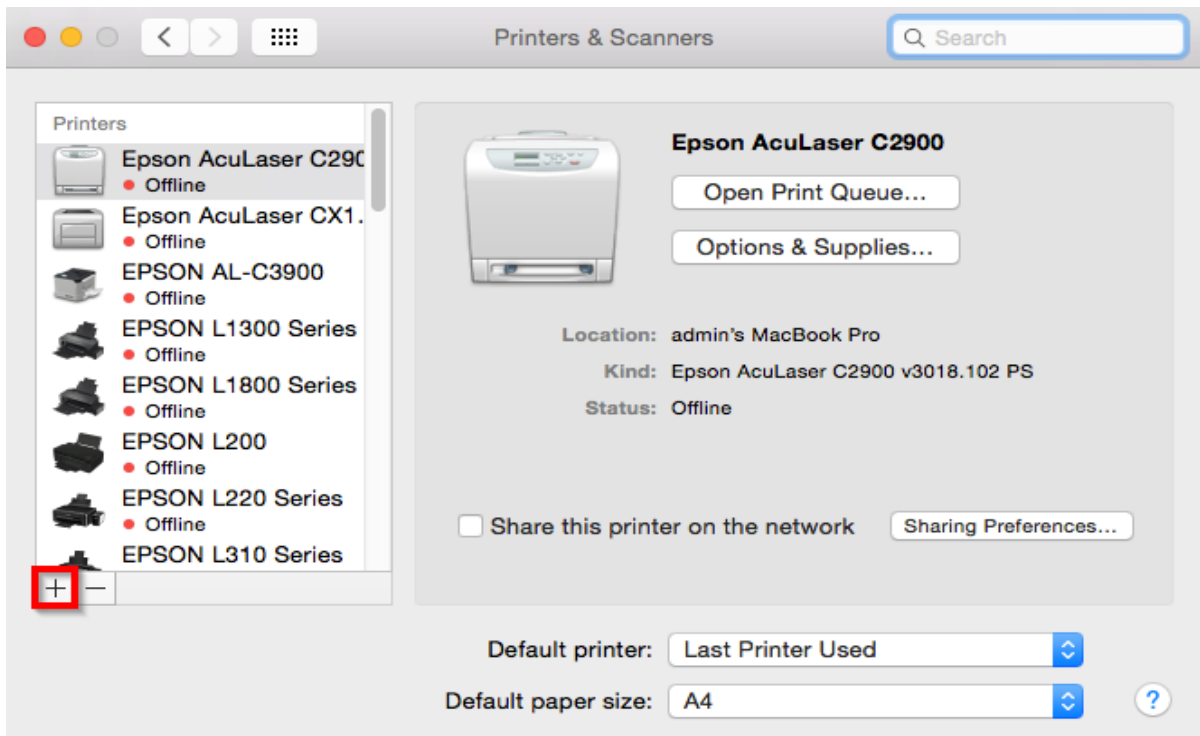 Printers & Scanners
Search
Printers
Epson AcuLaser C290
Offline
Epson AcuLaser CX1.
Offline
EPSON AL-C3900
Offline
EPSON L1300 Series
Offline
EPSON L1800 Series
Offline
EPSON L200
Offline
EPSON L220 Series
Offline
EPSON L310 Series
+ −
Epson AcuLaser C2900
Open Print Queue...
Options & Supplies...
Location: admin's MacBook Pro
Kind: Epson AcuLaser C2900 v3018.102 PS
Status: Offline
Share this printer on the network
Sharing Preferences...
Default printer: Last Printer Used
Default paper size: A4
?